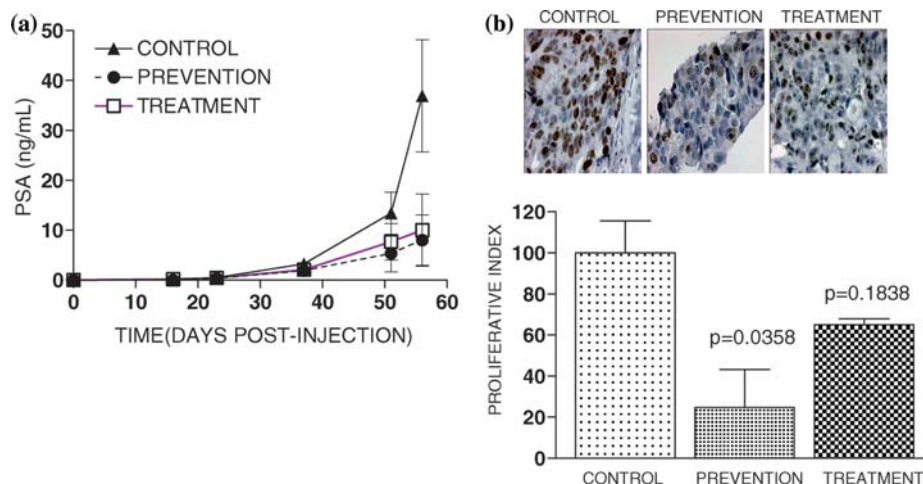 (a)
50
40
30
20
10
0
PSA (ng/mL)
CONTROL
PREVENTION
TREATMENT
0 10 20 30 40 50 60
TIME(DAYS POST-INJECTION)
(b)
CONTROL PREVENTION TREATMENT
120
100
80
60
40
20
0
PROLIFERATIVE INDEX
p=0.0358
p=0.1838
CONTROL PREVENTION TREATMENT